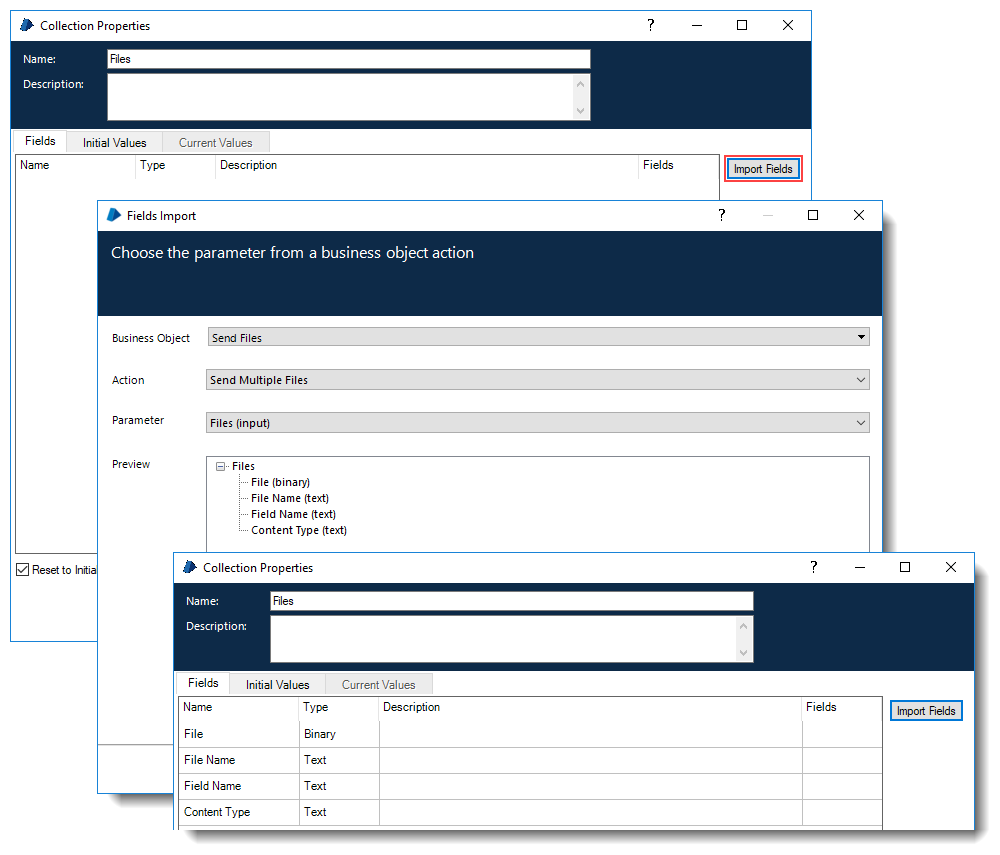 Collection Properties
Name: Files
Description:
Fields Initial Values Current Values
Name Type Description Fields
Import Fields
Fields Import
Choose the parameter from a business object action
Business Object Send Files
Action Send Multiple Files
Parameter Files (input)
Preview Files
File (binary)
File Name (text)
Field Name (text)
Content Type (text)
Reset to Initia
Collection Properties
Name: Files
Description:
Fields Initial Values Current Values
Name Type Description Fields
Import Fields
File Binary
File Name Text
Field Name Text
Content Type Text